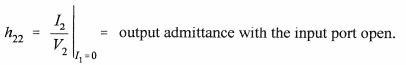 h₂₂ = I₂/V₂ |_{I₁ = 0} = output admittance with the input port open.